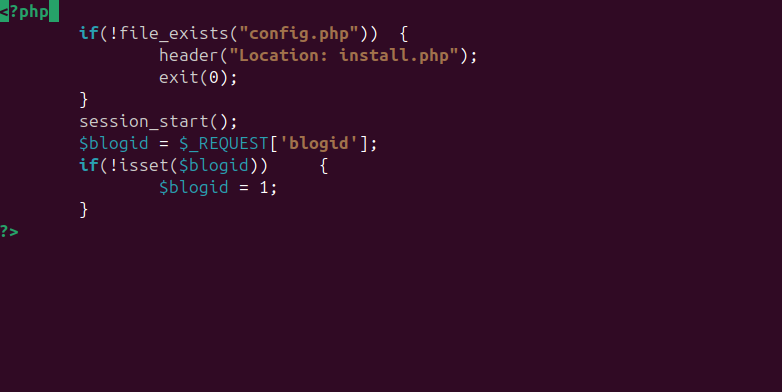 <?php
if(!file_exists("config.php")) {
header("Location: install.php");
exit(0);
}
session_start();
$blogid = $_REQUEST['blogid'];
if(!isset($blogid)) {
$blogid = 1;
}
?>